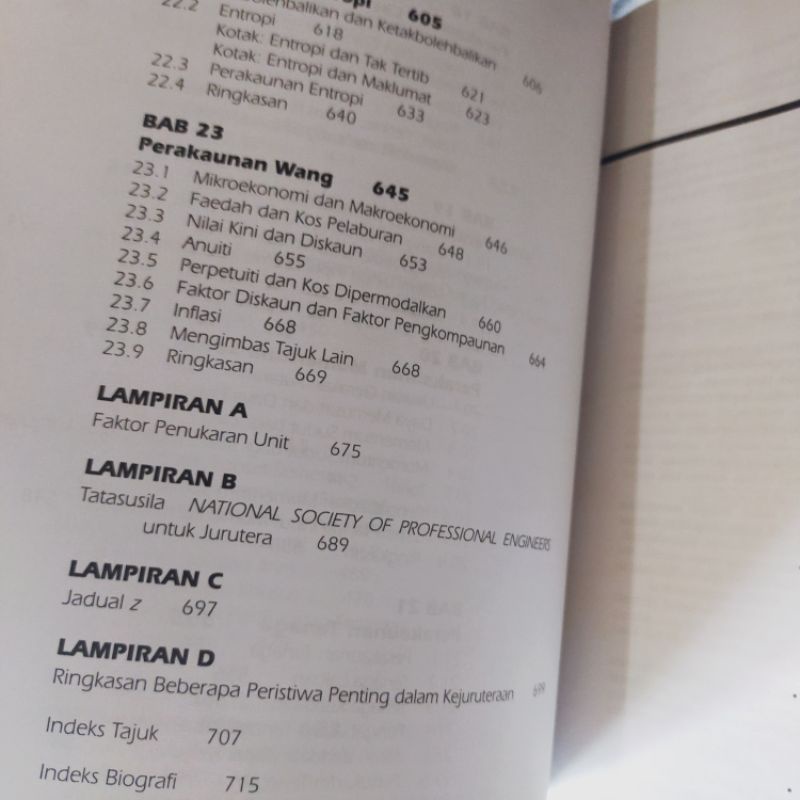 605
22.2 dan Ketakbolehbalikan 606
Entropi 618
Kotak: Entropi dan Tak Tertib 621
Kotak: Entropi dan Maklumat 623
22.3 Perakaunan Entropi 633
22.4 Ringkasan 640
BAB 23
Perakaunan Wang 645
23.1 Mikroekonomi dan Makroekonomi 646
23.2 Faedah dan Kos Pelaburan 648
23.3 Nilai Kini dan Diskaun 653
23.4 Anuiti 655
23.5 Perpetuiti dan Kos Dipermodalkan 660
23.6 Faktor Diskaun dan Faktor Pengkompaunan 664
23.7 Inflasi 668
23.8 Mengimbas Tajuk Lain 668
23.9 Ringkasan 669
LAMPIRAN A
Faktor Penukaran Unit 675
LAMPIRAN B
Tatasusila NATIONAL SOCIETY OF PROFESSIONAL ENGINEERS
untuk Jurutera 689
LAMPIRAN C
Jadual z 697
LAMPIRAN D
Ringkasan Beberapa Peristiwa Penting dalam Kejuruteraan 699
Indeks Tajuk 707
Indeks Biografi 715